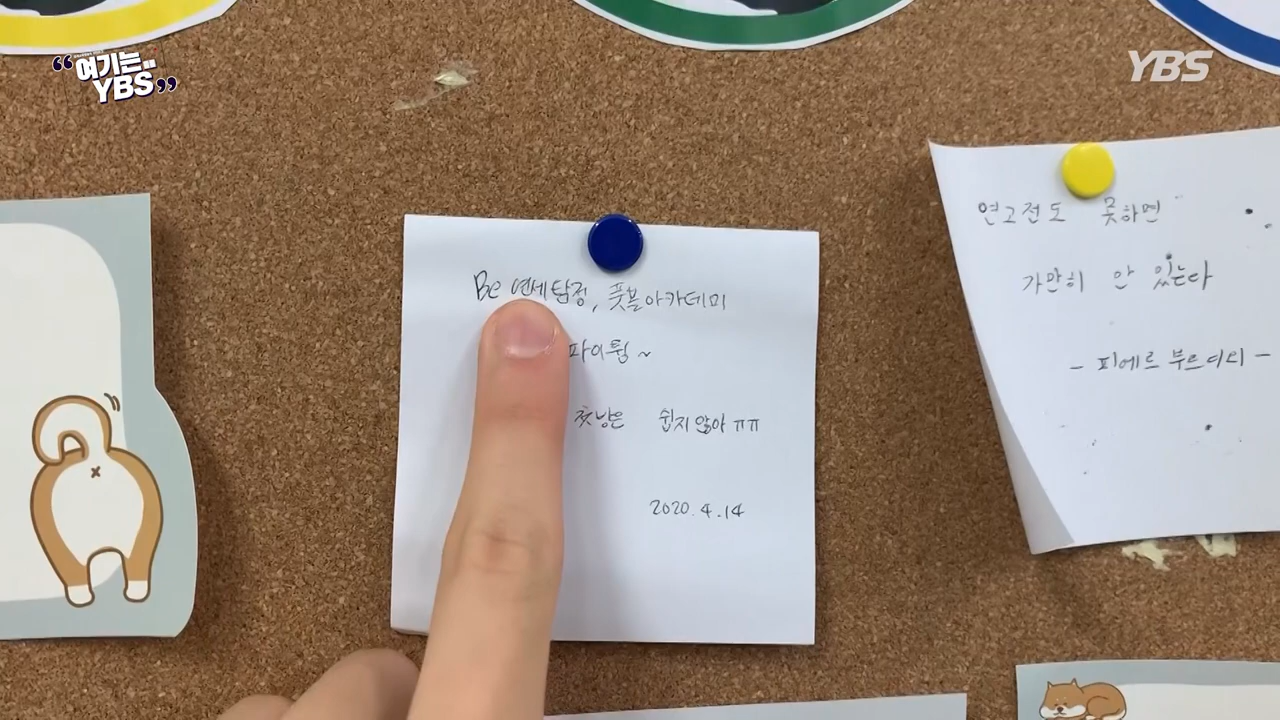 “여기는
YBS”
YBS
Be 연세탐정, 풋볼아카데미
파이팅~
첫낭은 쉽지 않아 ㅠㅠ
2020.4.14
연고전도 못하면
가만히 안 있는다
- 피에르 부르디외 -